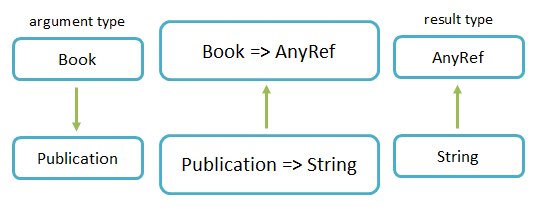 argument type
result type
Book
Book => AnyRef
AnyRef
Publication
Publication => String
String